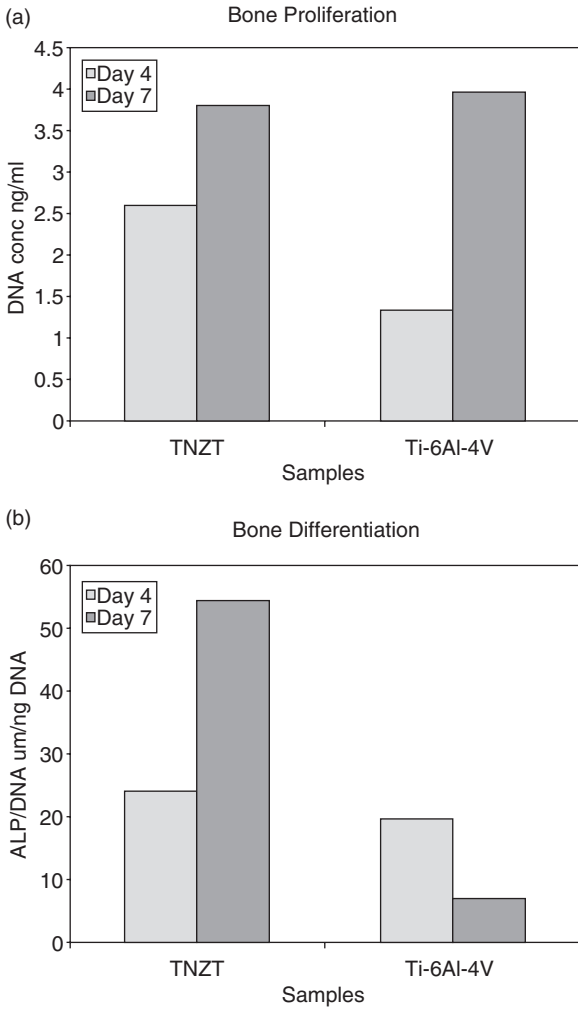 (a)
Bone Proliferation
Day 4
Day 7
DNA conc ng/ml
4.5
4
3.5
3
2.5
2
1.5
1
0.5
0
TNZT
Ti-6Al-4V
Samples
(b)
Bone Differentiation
Day 4
Day 7
ALP/DNA um/ng DNA
60
50
40
30
20
10
0
TNZT
Ti-6Al-4V
Samples